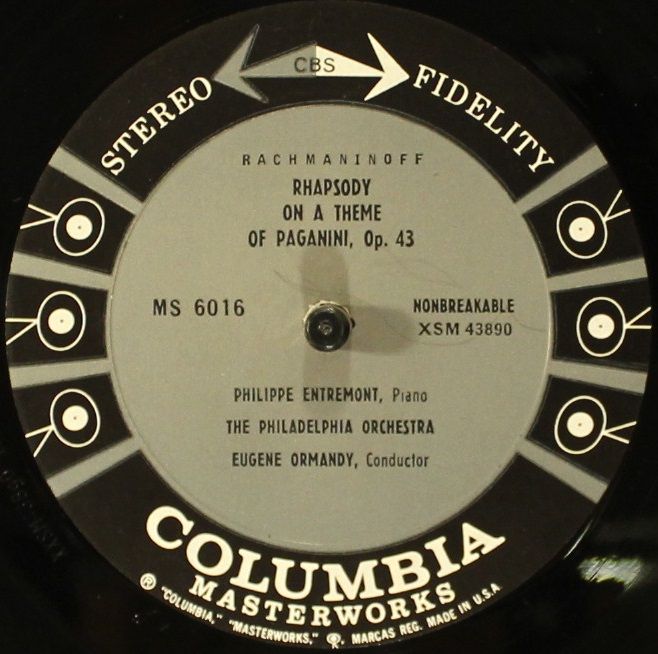 CBS
STEREO FIDELITY
RACHMANINOFF
RHAPSODY
ON A THEME
OF PAGANINI, Op. 43
MS 6016
NONBREAKABLE
XSM 43890
PHILIPPE ENTREMONT, Piano
THE PHILADELPHIA ORCHESTRA
EUGENE ORMANDY, Conductor
COLUMBIA
MASTERWORKS
® "COLUMBIA," "MASTERWORKS," MARCAS REG. MADE IN U.S.A.